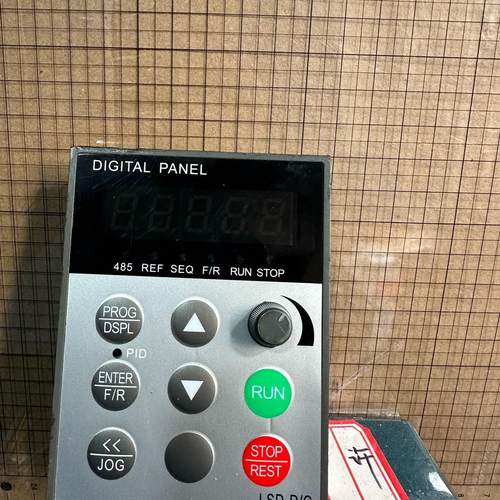 DIGITAL PANEL
485 REF SEQ F/R RUN STOP
PROG
DSPL
PID
ENTER
F/R
RUN
<<
JOG
STOP
REST